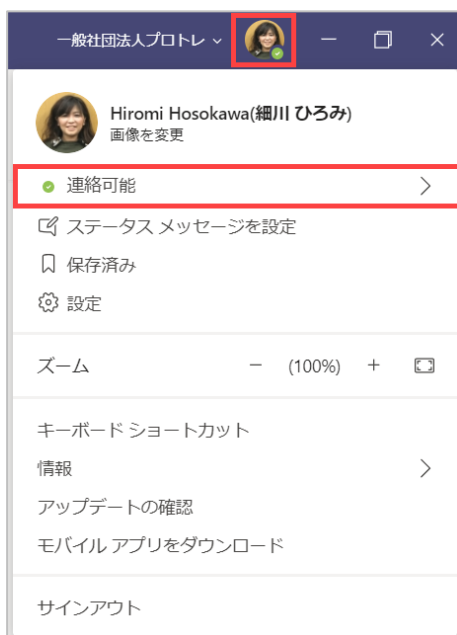 一般社団法人プロトレ
Hiromi Hosokawa(細川 ひろみ)
画像を変更
連絡可能
ステータス メッセージを設定
保存済み
設定
ズーム － (100%) +
キーボード ショートカット
情報
アップデートの確認
モバイル アプリをダウンロード
サインアウト